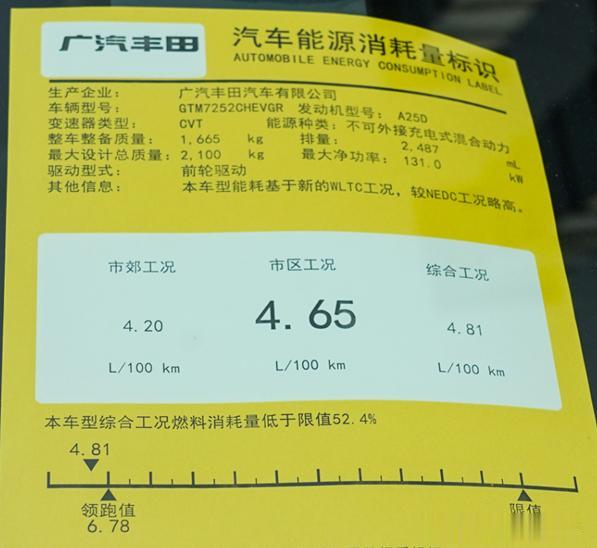 广汽丰田
汽车能源消耗量标识
AUTOMOBILE ENERGY CONSUMPTION LABEL
生产企业： 广汽丰田汽车有限公司
车辆型号： GTM7252CHEVGR 发动机型号： A25D
变速器类型： CVT 能源种类：不可外接充电式混合动力
整车整备质量： 1,665 kg 排量： 2,487 mL
最大设计总质量： 2,100 kg 最大净功率： 131.0 kW
驱动型式： 前轮驱动
其他信息： 本车型能耗基于新的WLTC工况，较NEDC工况略高。
市郊工况 市区工况 综合工况
4.20 4.65 4.81
L/100 km L/100 km L/100 km
本车型综合工况燃料消耗量低于限值52.4%
4.81
领跑值 限值
6.78